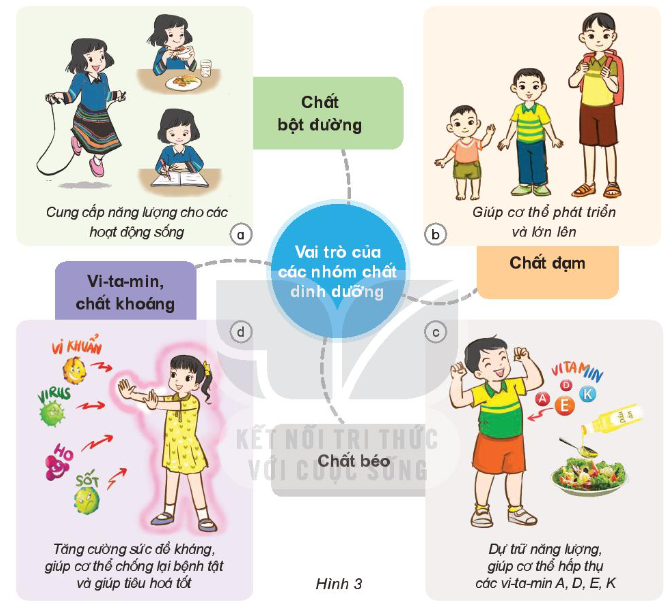 Chất
bột đường
Cung cấp năng lượng cho các
hoạt động sống
a
Giúp cơ thể phát triển
và lớn lên
b
Chất đạm
Vai trò của
các nhóm chất
dinh dưỡng
Vi-ta-min,
chất khoáng
d
VI KHUẨN
VIRUS
HO
SỐT
Tăng cường sức đề kháng,
giúp cơ thể chống lại bệnh tật
và giúp tiêu hoá tốt
c
VITAMIN
D
A
E
K
Dự trữ năng lượng,
giúp cơ thể hấp thụ
các vi-ta-min A, D, E, K
Chất béo
KẾT NỐI TRI THỨC
VỚI CUỘC SỐNG
Hình 3